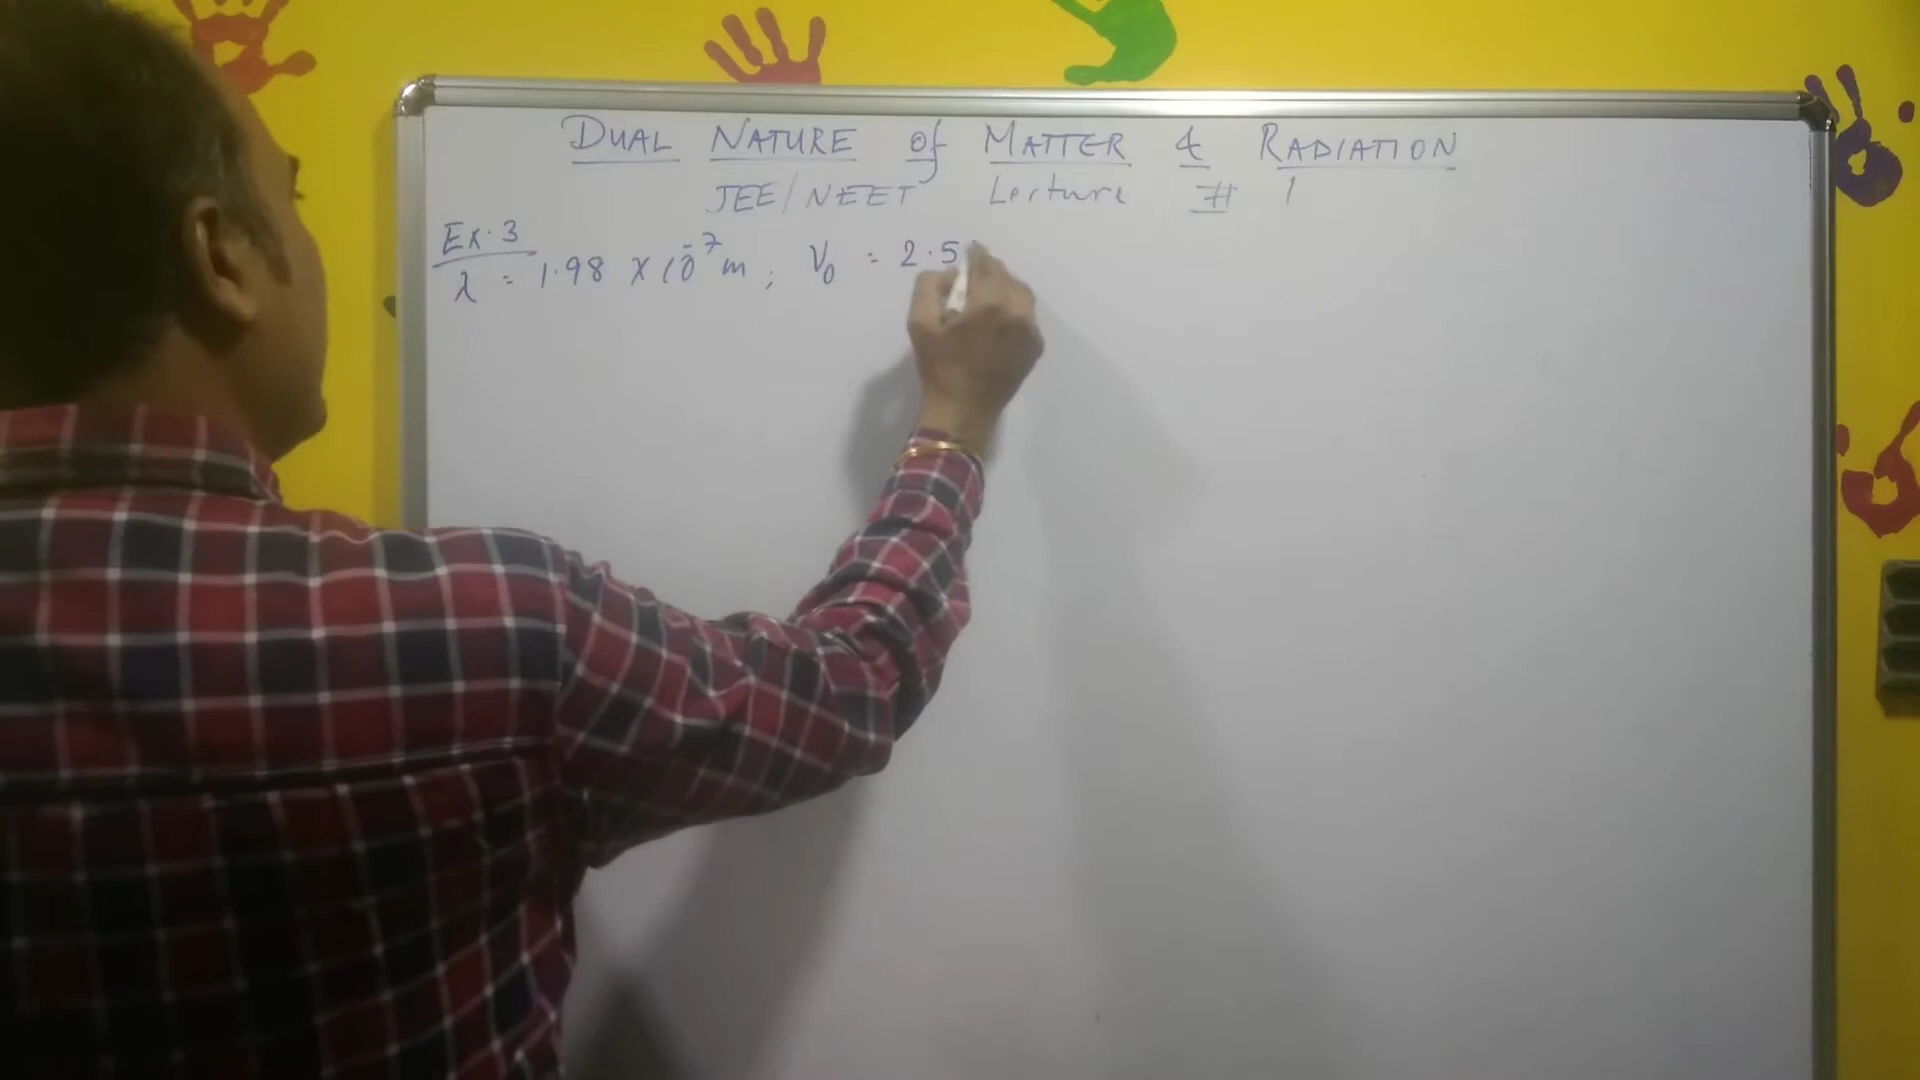 DUAL NATURE of MATTER & RADIATION
JEE/NEET Lecture # 1
Ex.3
λ = 1.98 × 10⁻⁷ m ; V₀ = 2.5